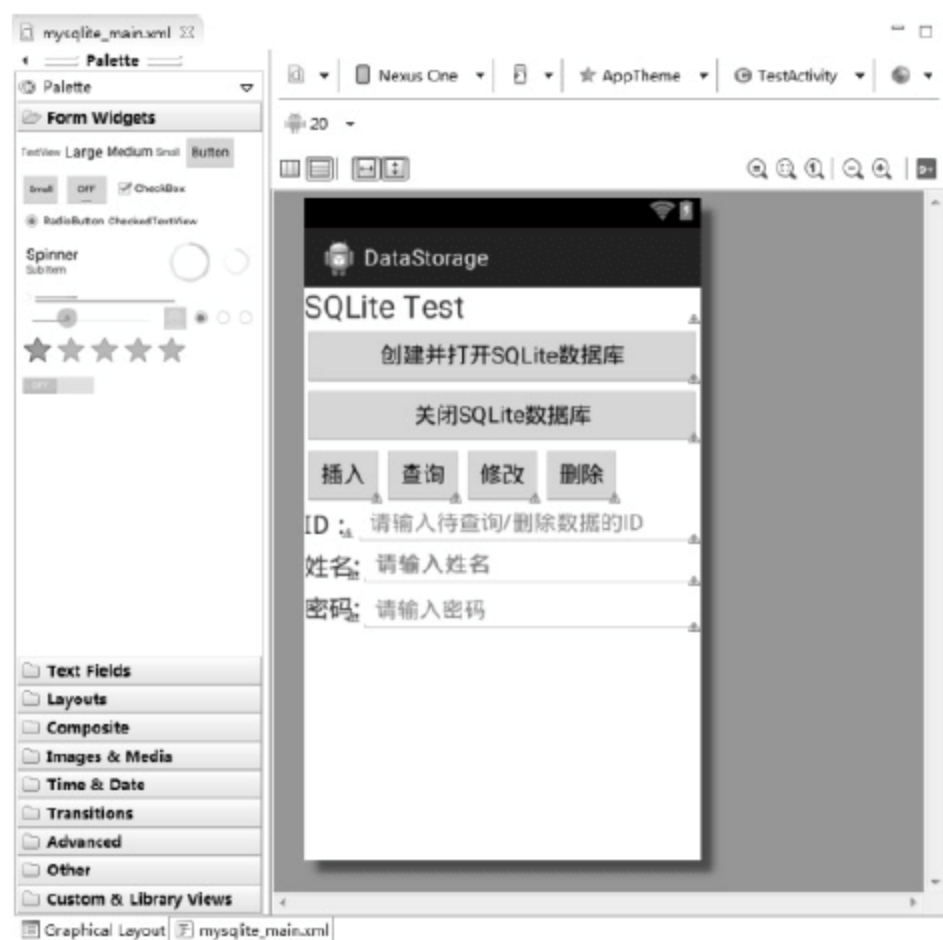 mysqlite_main.xml
Palette
Palette
Form Widgets
TextView Large Medium Small Button
Small OFF CheckBox
RadioButton CheckedTextView
Spinner
Sub Item
OFF
Text Fields
Layouts
Composite
Images & Media
Time & Date
Transitions
Advanced
Other
Custom & Library Views
Graphical Layout mysqlite_main.xml
Nexus One AppTheme TestActivity
20
DataStorage
SQLite Test
创建并打开SQLite数据库
关闭SQLite数据库
插入 查询 修改 删除
ID : 请输入待查询/删除数据的ID
姓名: 请输入姓名
密码: 请输入密码